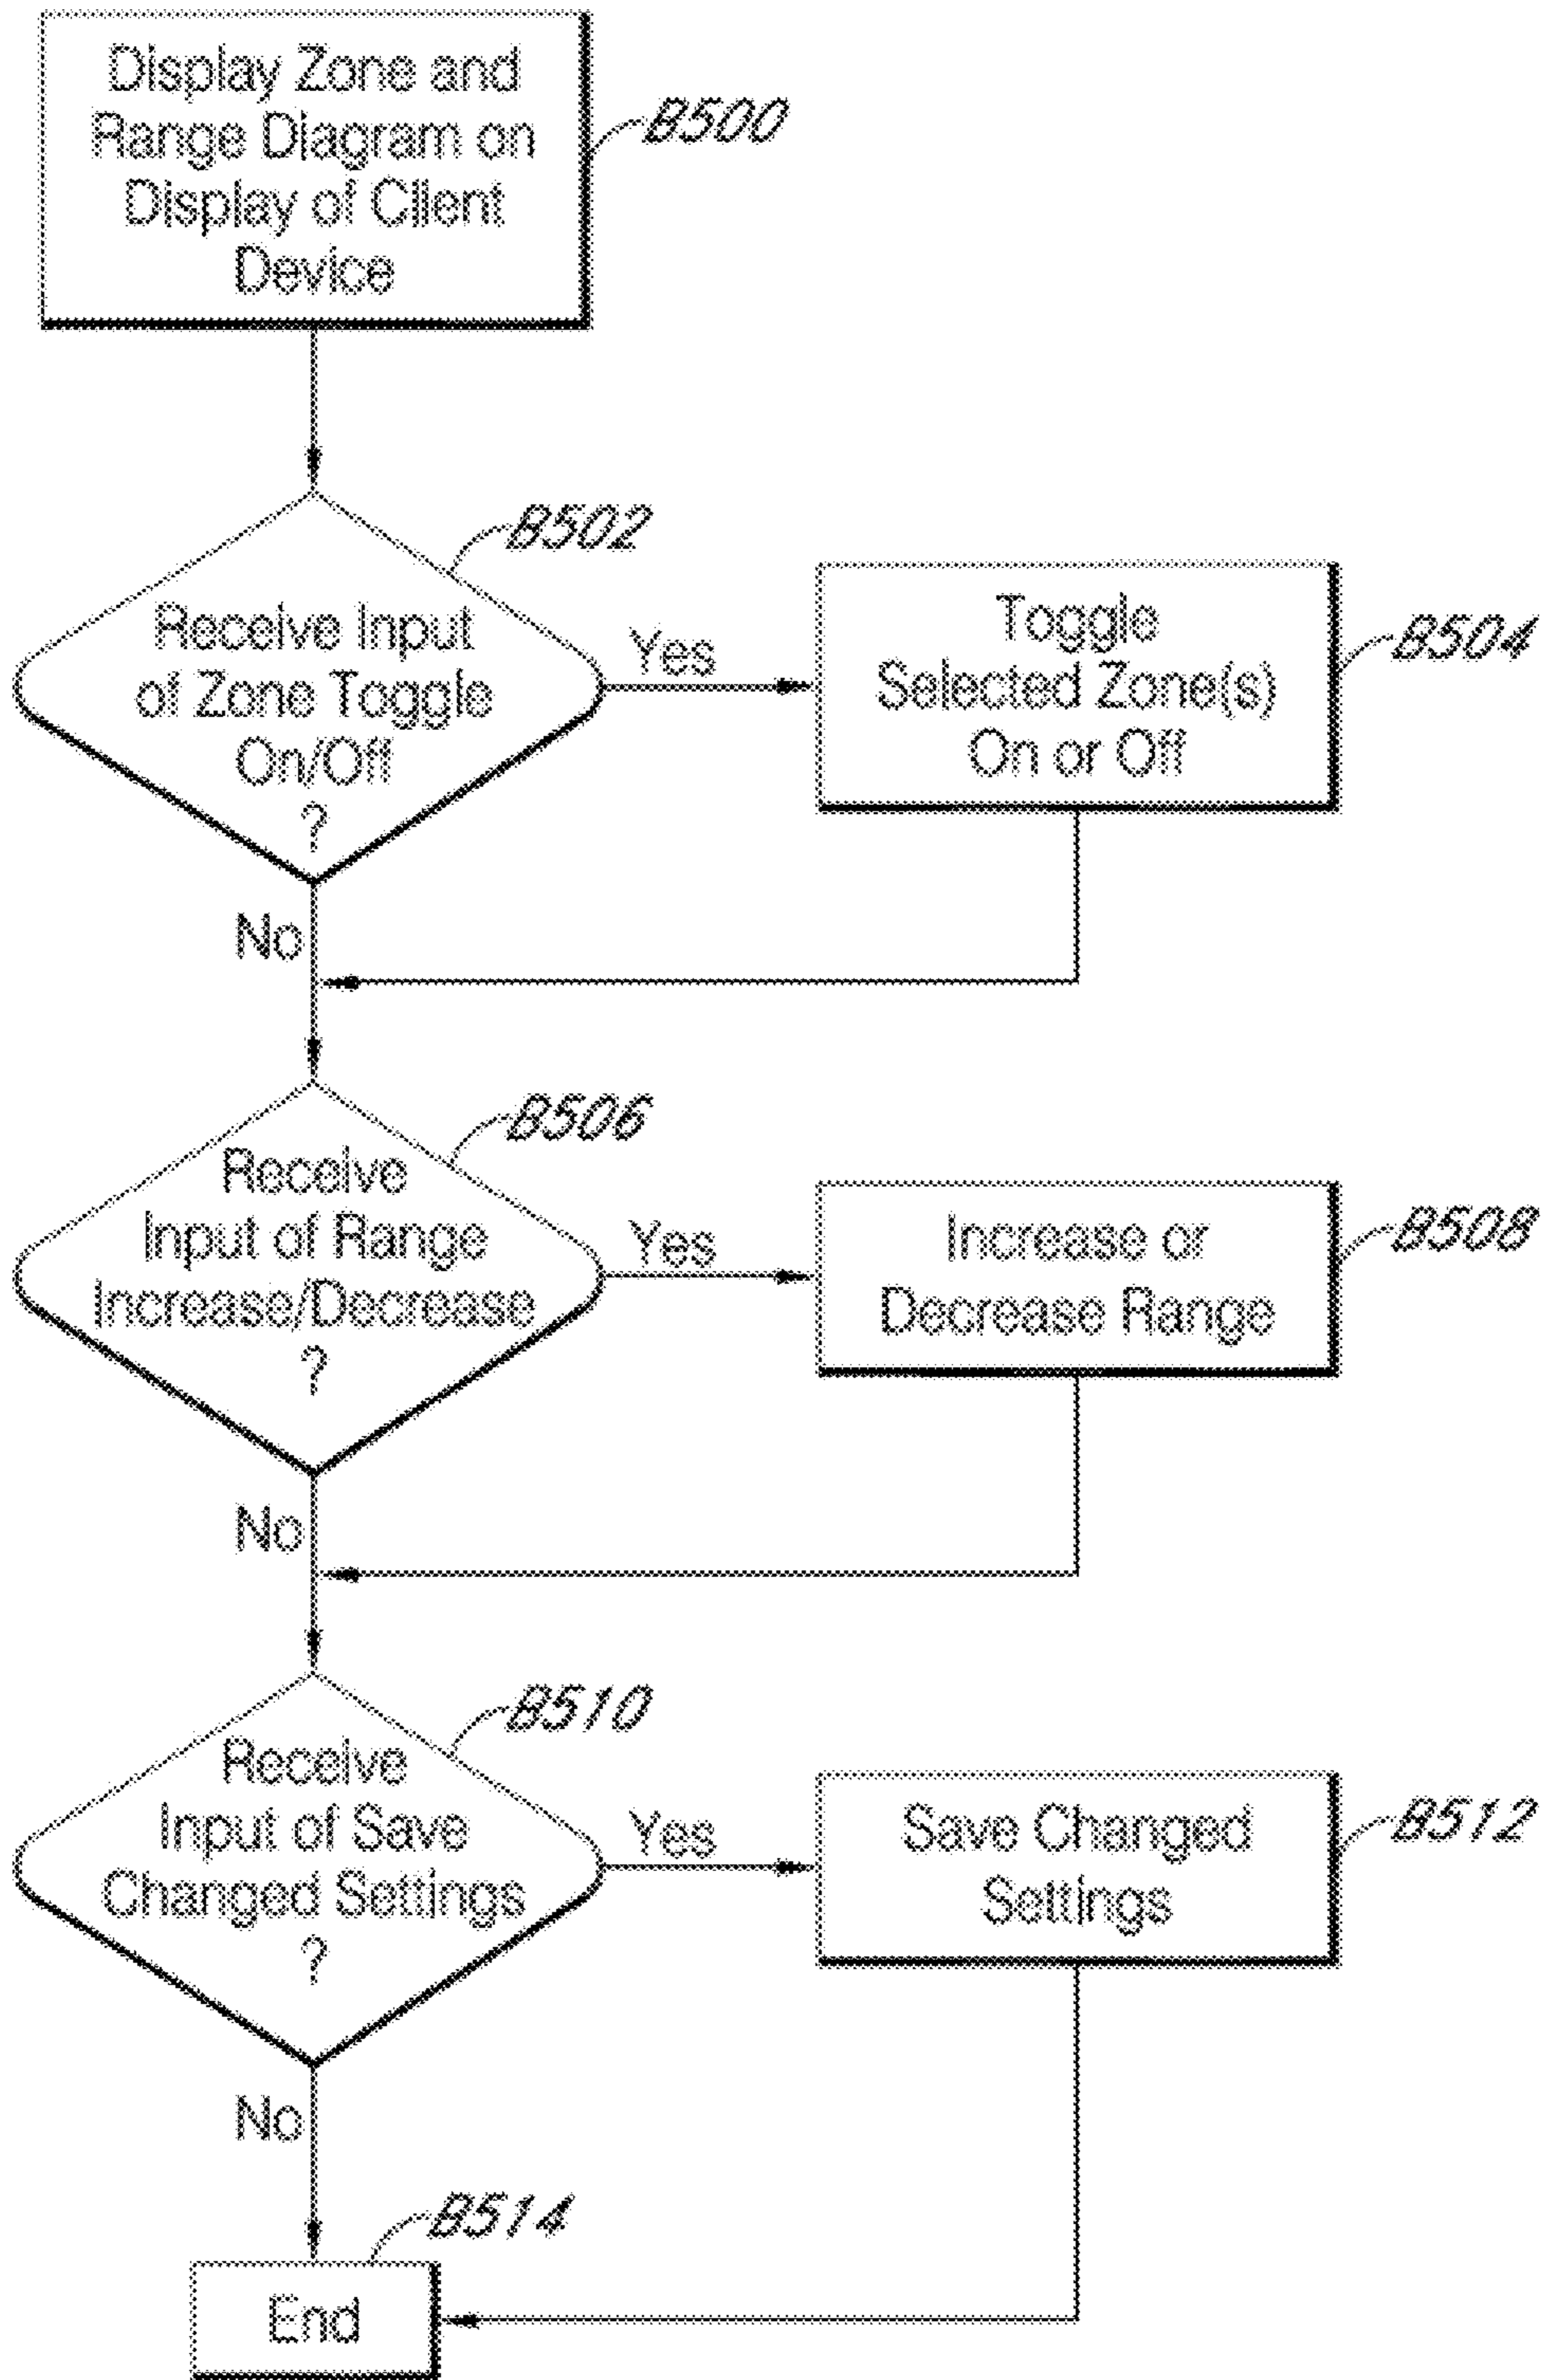 Display Zone and
Range Diagram on
Display of Client
Device
B500
B502
Receive Input
of Zone Toggle
On/Off
?
Yes
Toggle
Selected Zone(s)
On or Off
B504
No
B506
Receive
Input of Range
Increase/Decrease
?
Yes
Increase or
Decrease Range
B508
No
B510
Receive
Input of Save
Changed Settings
?
Yes
Save Changed
Settings
B512
No
B514
End